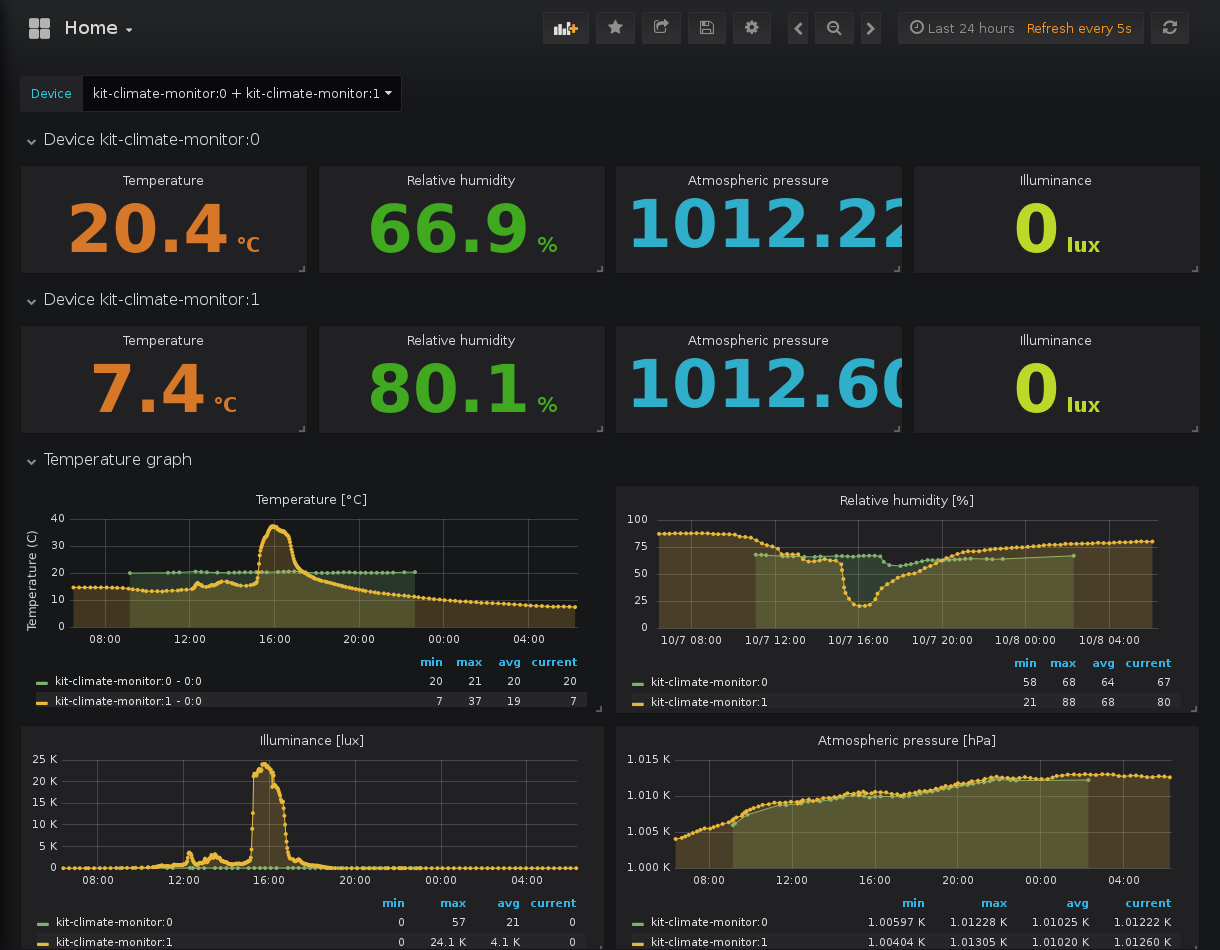 Home
Last 24 hours Refresh every 5s
Device kit-climate-monitor:0 + kit-climate-monitor:1
Device kit-climate-monitor:0
Temperature Relative humidity Atmospheric pressure Illuminance
20.4 °C 66.9 % 1012.22 0 lux
Device kit-climate-monitor:1
Temperature Relative humidity Atmospheric pressure Illuminance
7.4 °C 80.1 % 1012.60 0 lux
Temperature graph
Temperature [°C]
Temperature (C)
40
30
20
10
0
08:00 12:00 16:00 20:00 00:00 04:00
min max avg current
kit-climate-monitor:0 - 0:0 20 21 20 20
kit-climate-monitor:1 - 0:0 7 37 19 7
Relative humidity [%]
100
75
50
25
0
10/7 08:00 10/7 12:00 10/7 16:00 10/7 20:00 10/8 00:00 10/8 04:00
min max avg current
kit-climate-monitor:0 58 68 64 67
kit-climate-monitor:1 21 88 68 80
Illuminance [lux]
25 K
20 K
15 K
10 K
5 K
0
08:00 12:00 16:00 20:00 00:00 04:00
min max avg current
kit-climate-monitor:0 0 57 21 0
kit-climate-monitor:1 0 24.1 K 4.1 K 0
Atmospheric pressure [hPa]
1.015 K
1.010 K
1.005 K
1.000 K
08:00 12:00 16:00 20:00 00:00 04:00
min max avg current
kit-climate-monitor:0 1.00597 K 1.01228 K 1.01025 K 1.01222 K
kit-climate-monitor:1 1.00404 K 1.01305 K 1.01020 K 1.01260 K